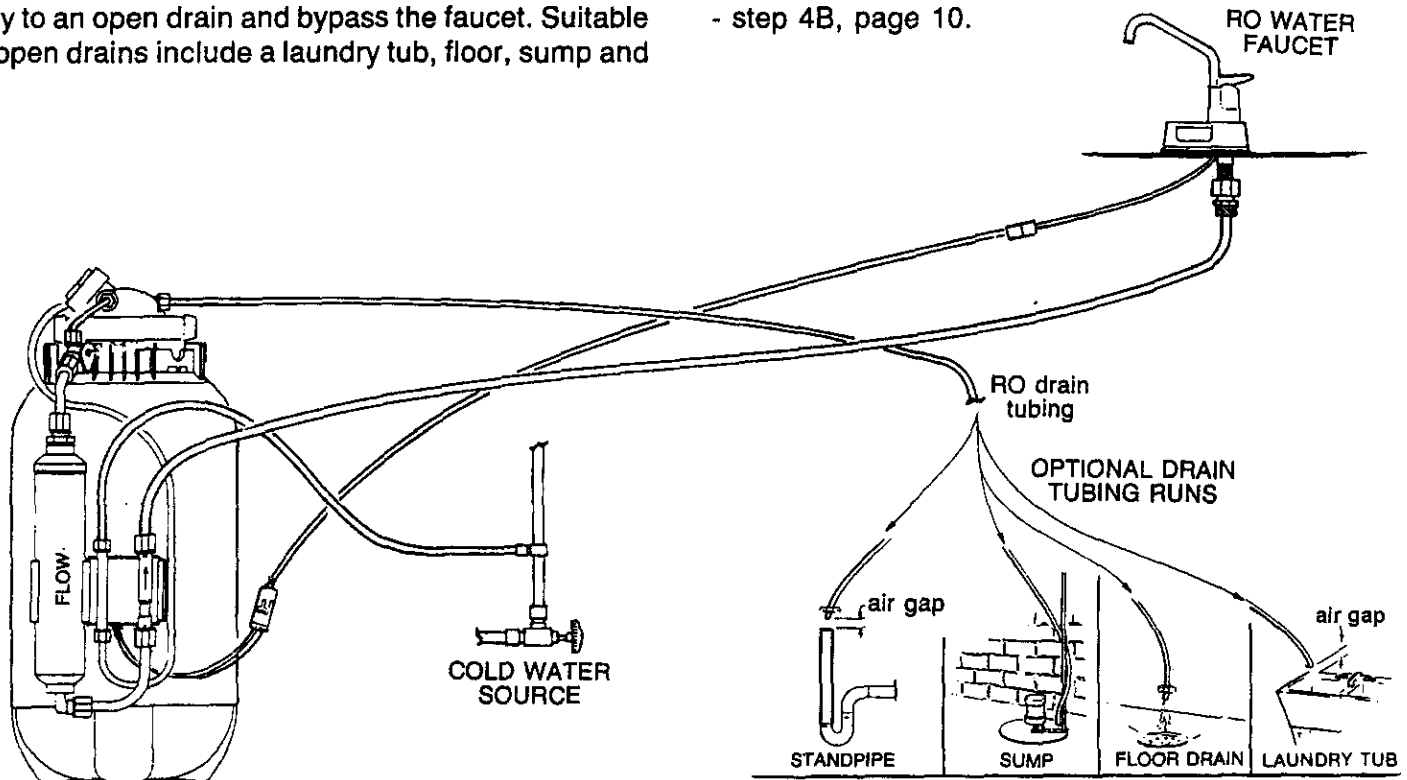 y to an open drain and bypass the faucet. Suitable
open drains include a laundry tub, floor, sump and
- step 4B, page 10.
RO WATER
FAUCET
RO drain
tubing
OPTIONAL DRAIN
TUBING RUNS
FLOW
COLD WATER
SOURCE
air gap
air gap
STANDPIPE
SUMP
FLOOR DRAIN
LAUNDRY TUB